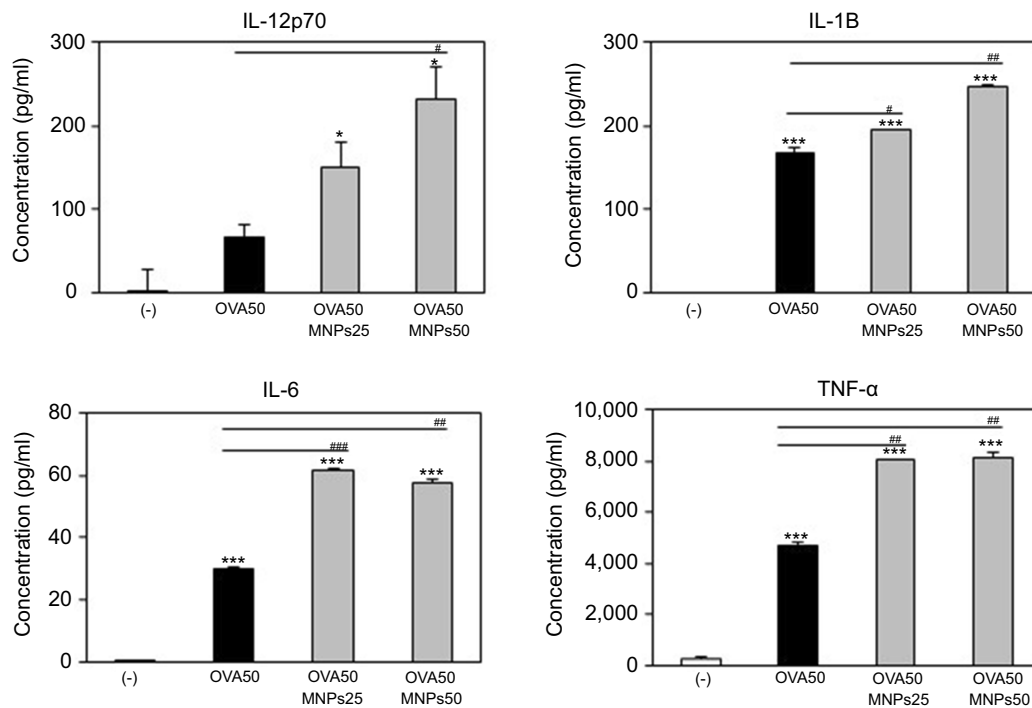 IL-12p70
Concentration (pg/ml)
300
200
100
0
#
*
*
(-)
OVA50
OVA50
MNPs25
OVA50
MNPs50
IL-1B
Concentration (pg/ml)
300
200
100
0
##
***
#
***
***
(-)
OVA50
OVA50
MNPs25
OVA50
MNPs50
IL-6
Concentration (pg/ml)
80
60
40
20
0
##
###
***
***
***
(-)
OVA50
OVA50
MNPs25
OVA50
MNPs50
TNF-α
Concentration (pg/ml)
10,000
8,000
6,000
4,000
2,000
0
##
##
***
***
***
(-)
OVA50
OVA50
MNPs25
OVA50
MNPs50